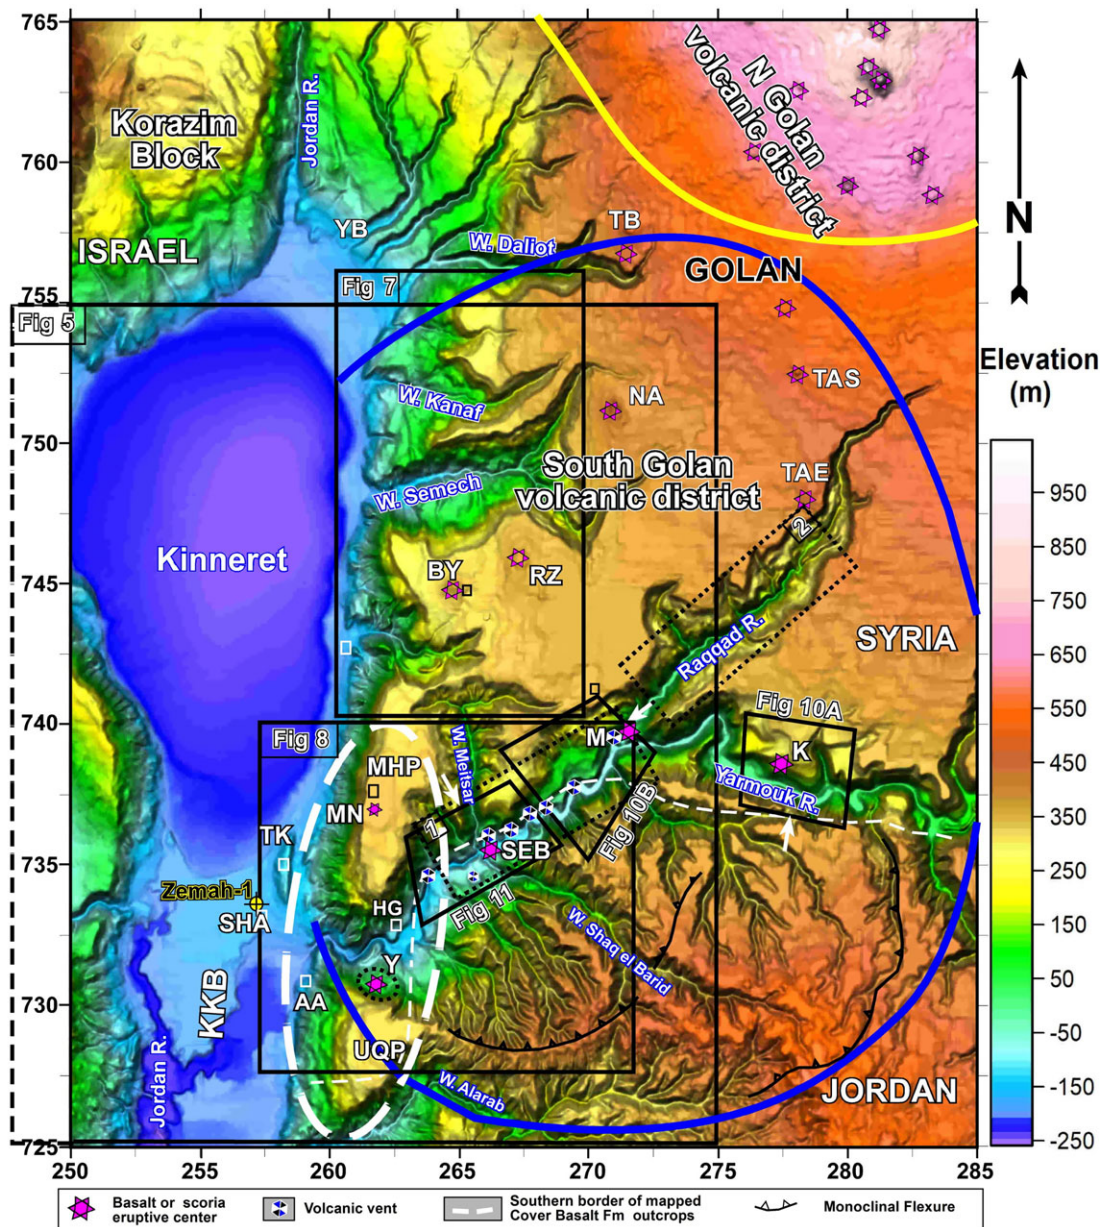 765
760
755
750
745
740
735
730
725
250
255
260
265
270
275
280
285
Korazim
Block
Jordan R.
N Golan
volcanic district
ISRAEL
YB
W. Daliot
TB
GOLAN
Fig 7
Fig 5
TAS
W. Kanaf
NA
W. Semech
South Golan
volcanic district
TAE
2
Kinneret
BY
RZ
Raqqad R.
SYRIA
Fig 10A
Fig 8
W. Meitsar
M
K
MHP
Yarmouk R.
MN
1
Fig 10B
TK
SEB
Zemah-1
SHA
HG
Fig 11
W. Shaq el Barid
Y
KKB
AA
UQP
Jordan R.
W. Alarab
JORDAN
N
Elevation
(m)
950
850
750
650
550
450
350
250
150
50
-50
-150
-250
Basalt or scoria
eruptive center
Volcanic vent
Southern border of mapped
Cover Basalt Fm outcrops
Monoclinal Flexure